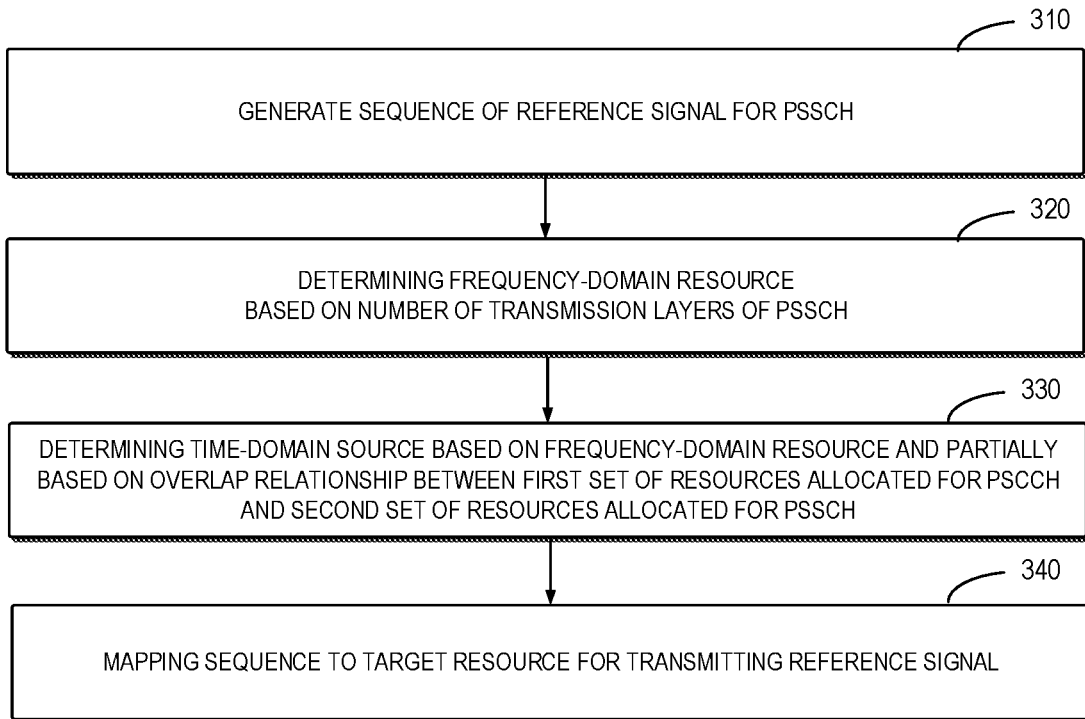 310
GENERATE SEQUENCE OF REFERENCE SIGNAL FOR PSSCH
320
DETERMINING FREQUENCY-DOMAIN RESOURCE
BASED ON NUMBER OF TRANSMISSION LAYERS OF PSSCH
330
DETERMINING TIME-DOMAIN SOURCE BASED ON FREQUENCY-DOMAIN RESOURCE AND PARTIALLY
BASED ON OVERLAP RELATIONSHIP BETWEEN FIRST SET OF RESOURCES ALLOCATED FOR PSCCH
AND SECOND SET OF RESOURCES ALLOCATED FOR PSSCH
340
MAPPING SEQUENCE TO TARGET RESOURCE FOR TRANSMITTING REFERENCE SIGNAL